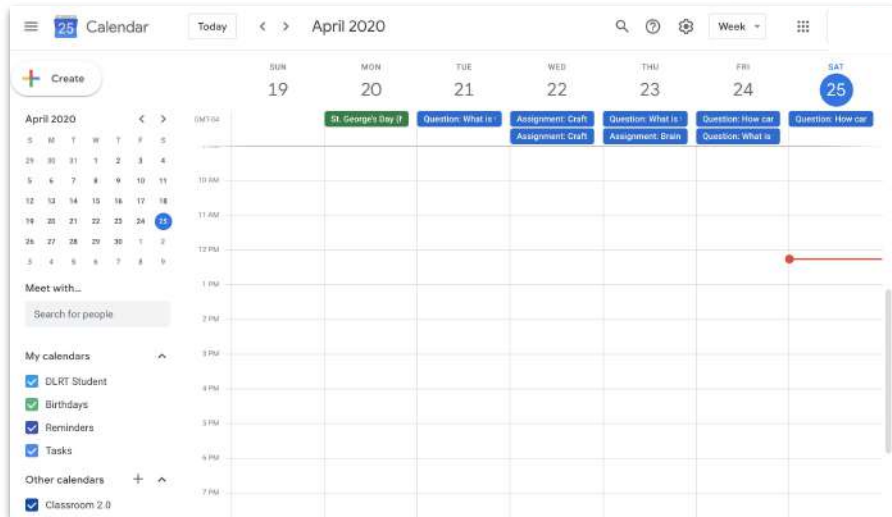 25 Calendar Today < > April 2020 Week
Create
SUN MON TUE WED THU FRI SAT
19 20 21 22 23 24 25
April 2020 < >
GMT-04 St. George's Day ( Question: What is Assignment: Craft Question: What is Question: How car Question: How car
Assignment: Craft Assignment: Brain Question: What is
S M T W T F S
29 30 31 1 2 3 4
5 6 7 8 9 10 11
12 13 14 15 16 17 18
19 20 21 22 23 24 25
26 27 28 29 30 1 2
3 4 5 6 7 8 9
10 AM
11 AM
12 PM
1 PM
2 PM
3 PM
4 PM
5 PM
6 PM
7 PM
Meet with...
Search for people
My calendars
DLRT Student
Birthdays
Reminders
Tasks
Other calendars +
Classroom 2.0